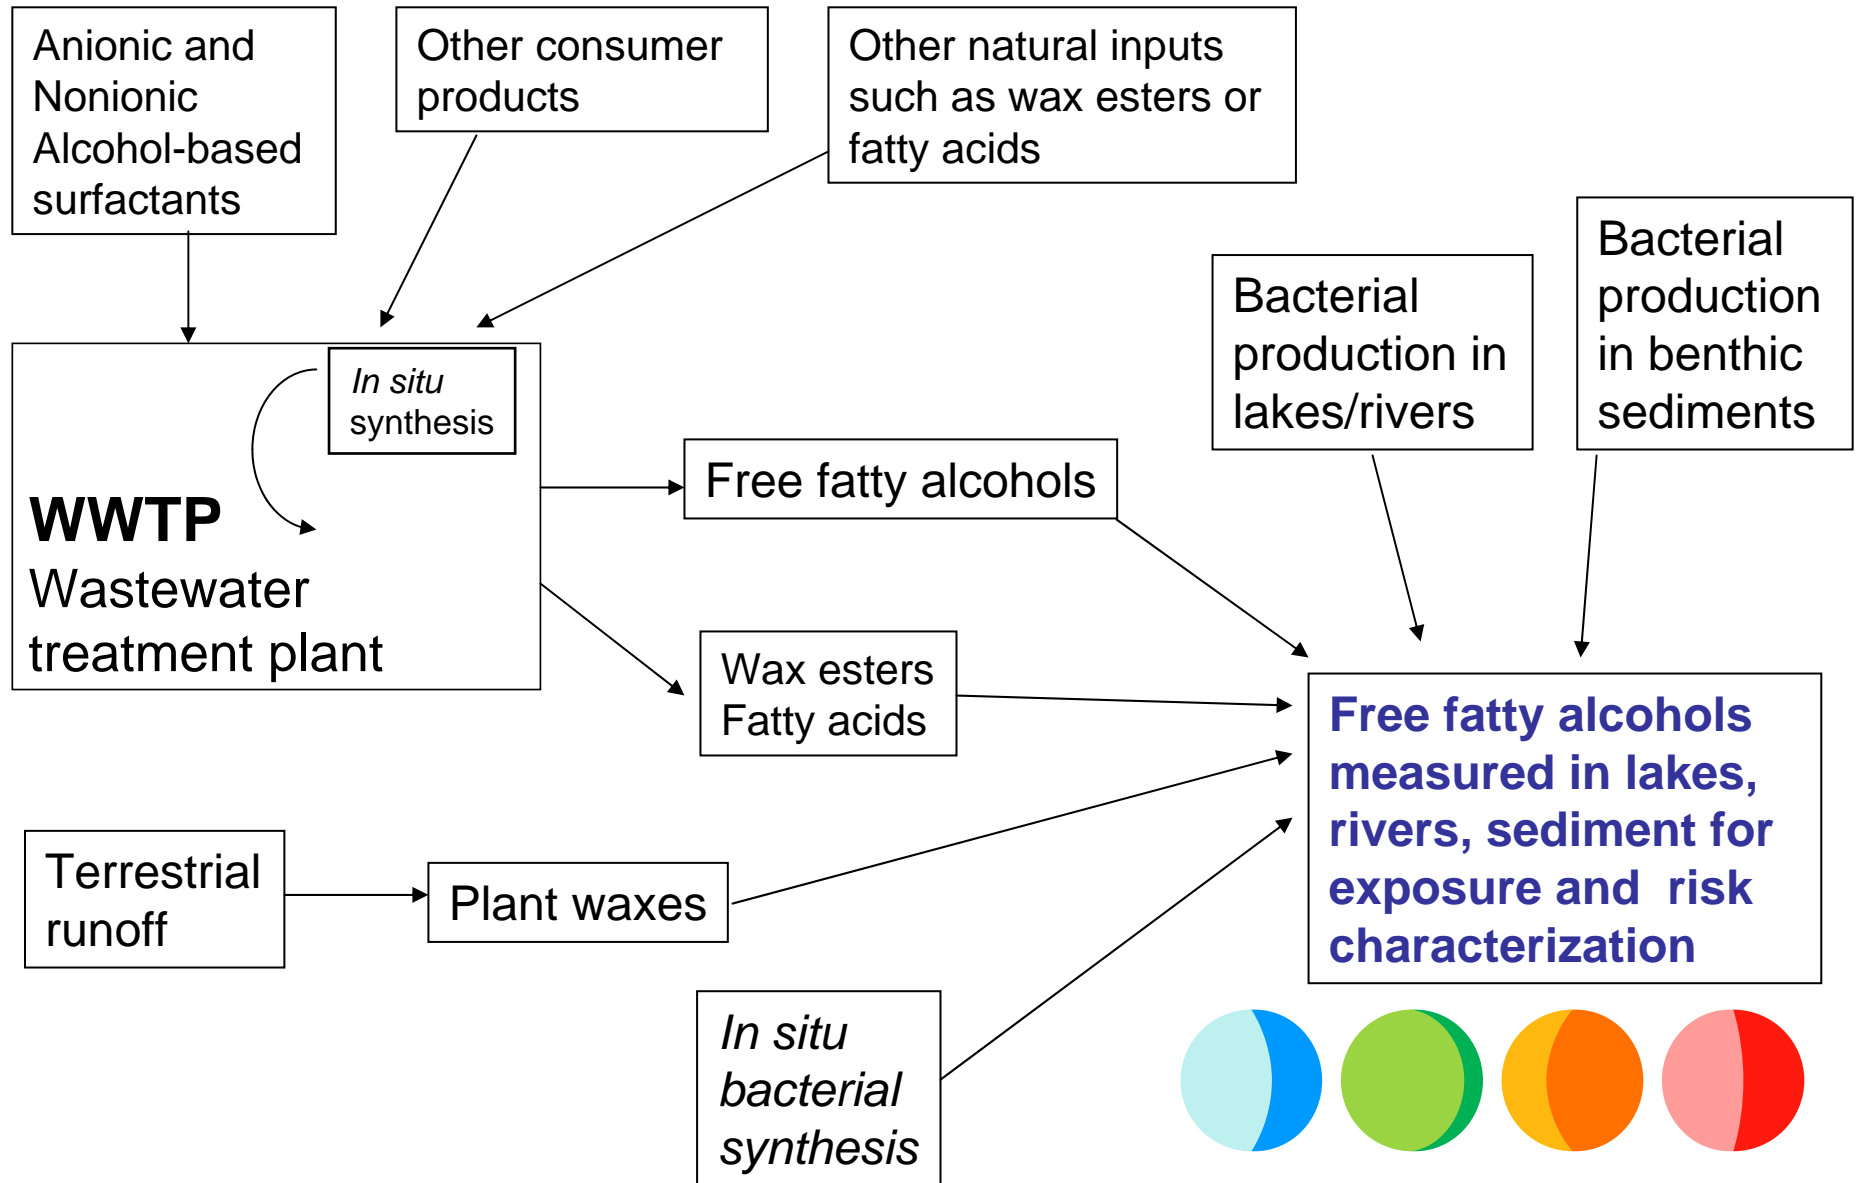 Anionic and
Nonionic
Alcohol-based
surfactants
Other consumer
products
Other natural inputs
such as wax esters or
fatty acids
Bacterial
production in
lakes/rivers
Bacterial
production
in benthic
sediments
In situ
synthesis
WWTP
Wastewater
treatment plant
Free fatty alcohols
Wax esters
Fatty acids
Free fatty alcohols
measured in lakes,
rivers, sediment for
exposure and risk
characterization
Terrestrial
runoff
Plant waxes
In situ
bacterial
synthesis